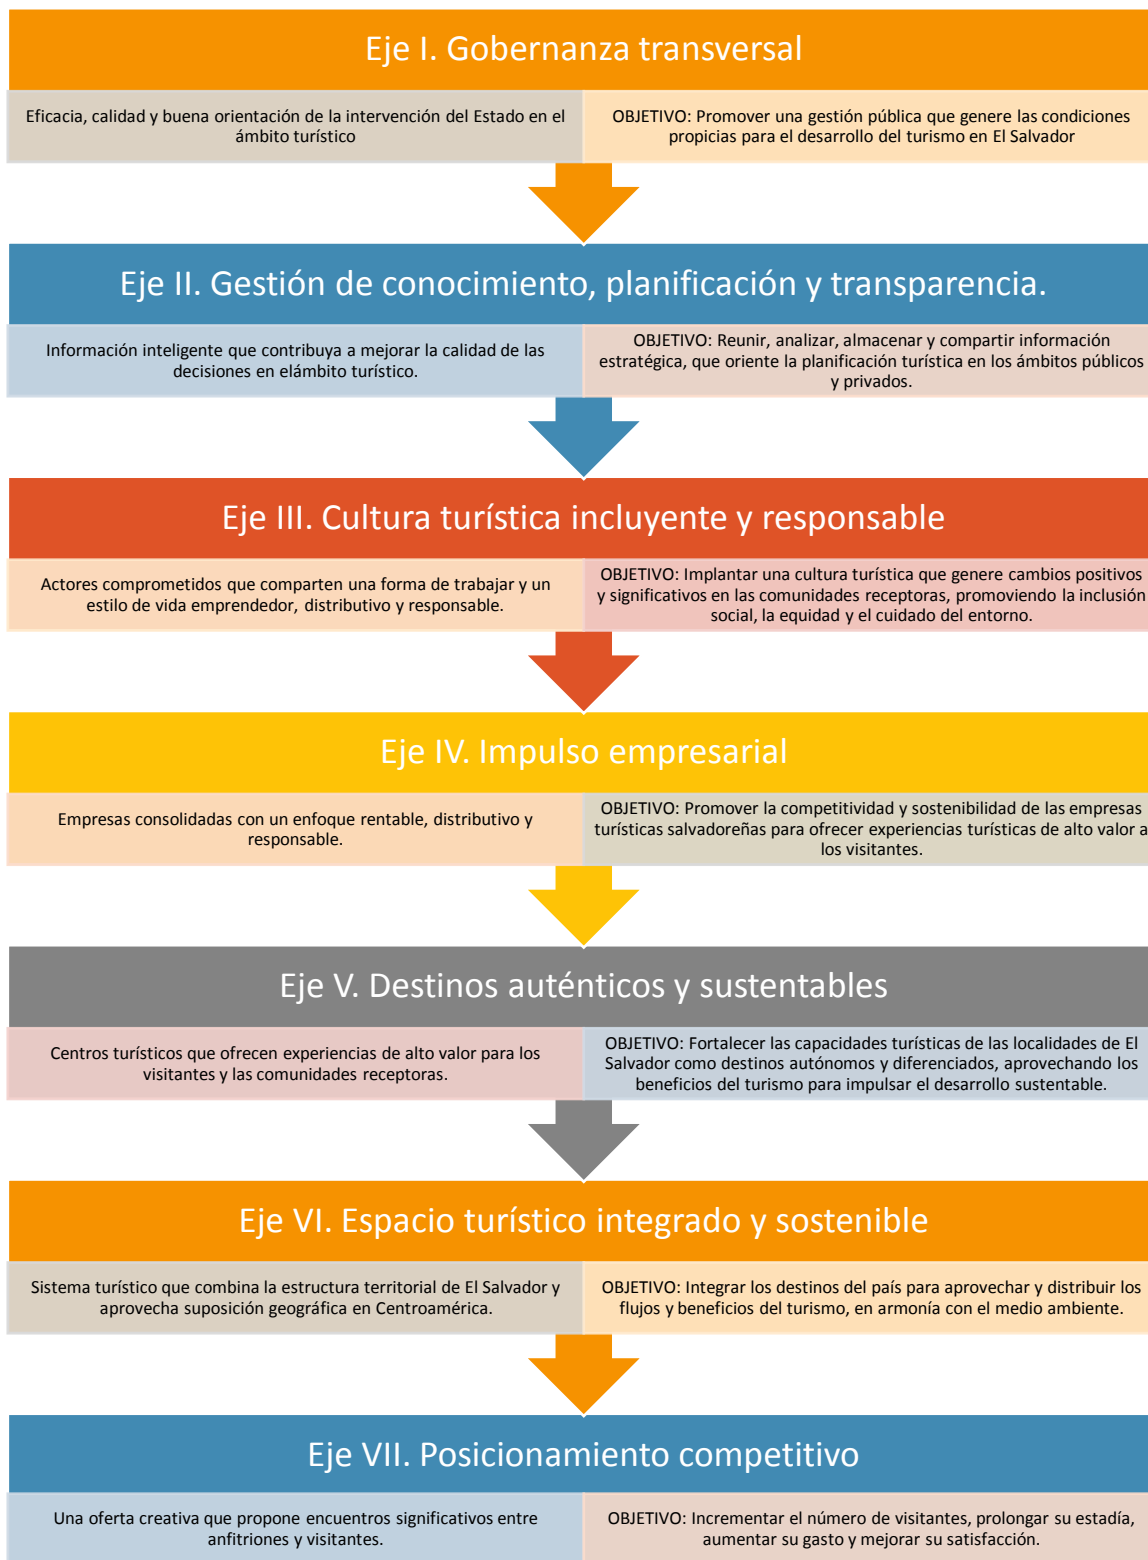 Eje I. Gobernanza transversal
Eficacia, calidad y buena orientación de la intervención del Estado en el
ámbito turístico
OBJETIVO: Promover una gestión pública que genere las condiciones
propicias para el desarrollo del turismo en El Salvador
Eje II. Gestión de conocimiento, planificación y transparencia.
Información inteligente que contribuya a mejorar la calidad de las
decisiones en elámbito turístico.
OBJETIVO: Reunir, analizar, almacenar y compartir información
estratégica, que oriente la planificación turística en los ámbitos públicos
y privados.
Eje III. Cultura turística incluyente y responsable
Actores comprometidos que comparten una forma de trabajar y un
estilo de vida emprendedor, distributivo y responsable.
OBJETIVO: Implantar una cultura turística que genere cambios positivos
y significativos en las comunidades receptoras, promoviendo la inclusión
social, la equidad y el cuidado del entorno.
Eje IV. Impulso empresarial
Empresas consolidadas con un enfoque rentable, distributivo y
responsable.
OBJETIVO: Promover la competitividad y sostenibilidad de las empresas
turísticas salvadoreñas para ofrecer experiencias turísticas de alto valor a
los visitantes.
Eje V. Destinos auténticos y sustentables
Centros turísticos que ofrecen experiencias de alto valor para los
visitantes y las comunidades receptoras.
OBJETIVO: Fortalecer las capacidades turísticas de las localidades de El
Salvador como destinos autónomos y diferenciados, aprovechando los
beneficios del turismo para impulsar el desarrollo sustentable.
Eje VI. Espacio turístico integrado y sostenible
Sistema turístico que combina la estructura territorial de El Salvador y
aprovecha suposición geográfica en Centroamérica.
OBJETIVO: Integrar los destinos del país para aprovechar y distribuir los
flujos y beneficios del turismo, en armonía con el medio ambiente.
Eje VII. Posicionamiento competitivo
Una oferta creativa que propone encuentros significativos entre
anfitriones y visitantes.
OBJETIVO: Incrementar el número de visitantes, prolongar su estadía,
aumentar su gasto y mejorar su satisfacción.